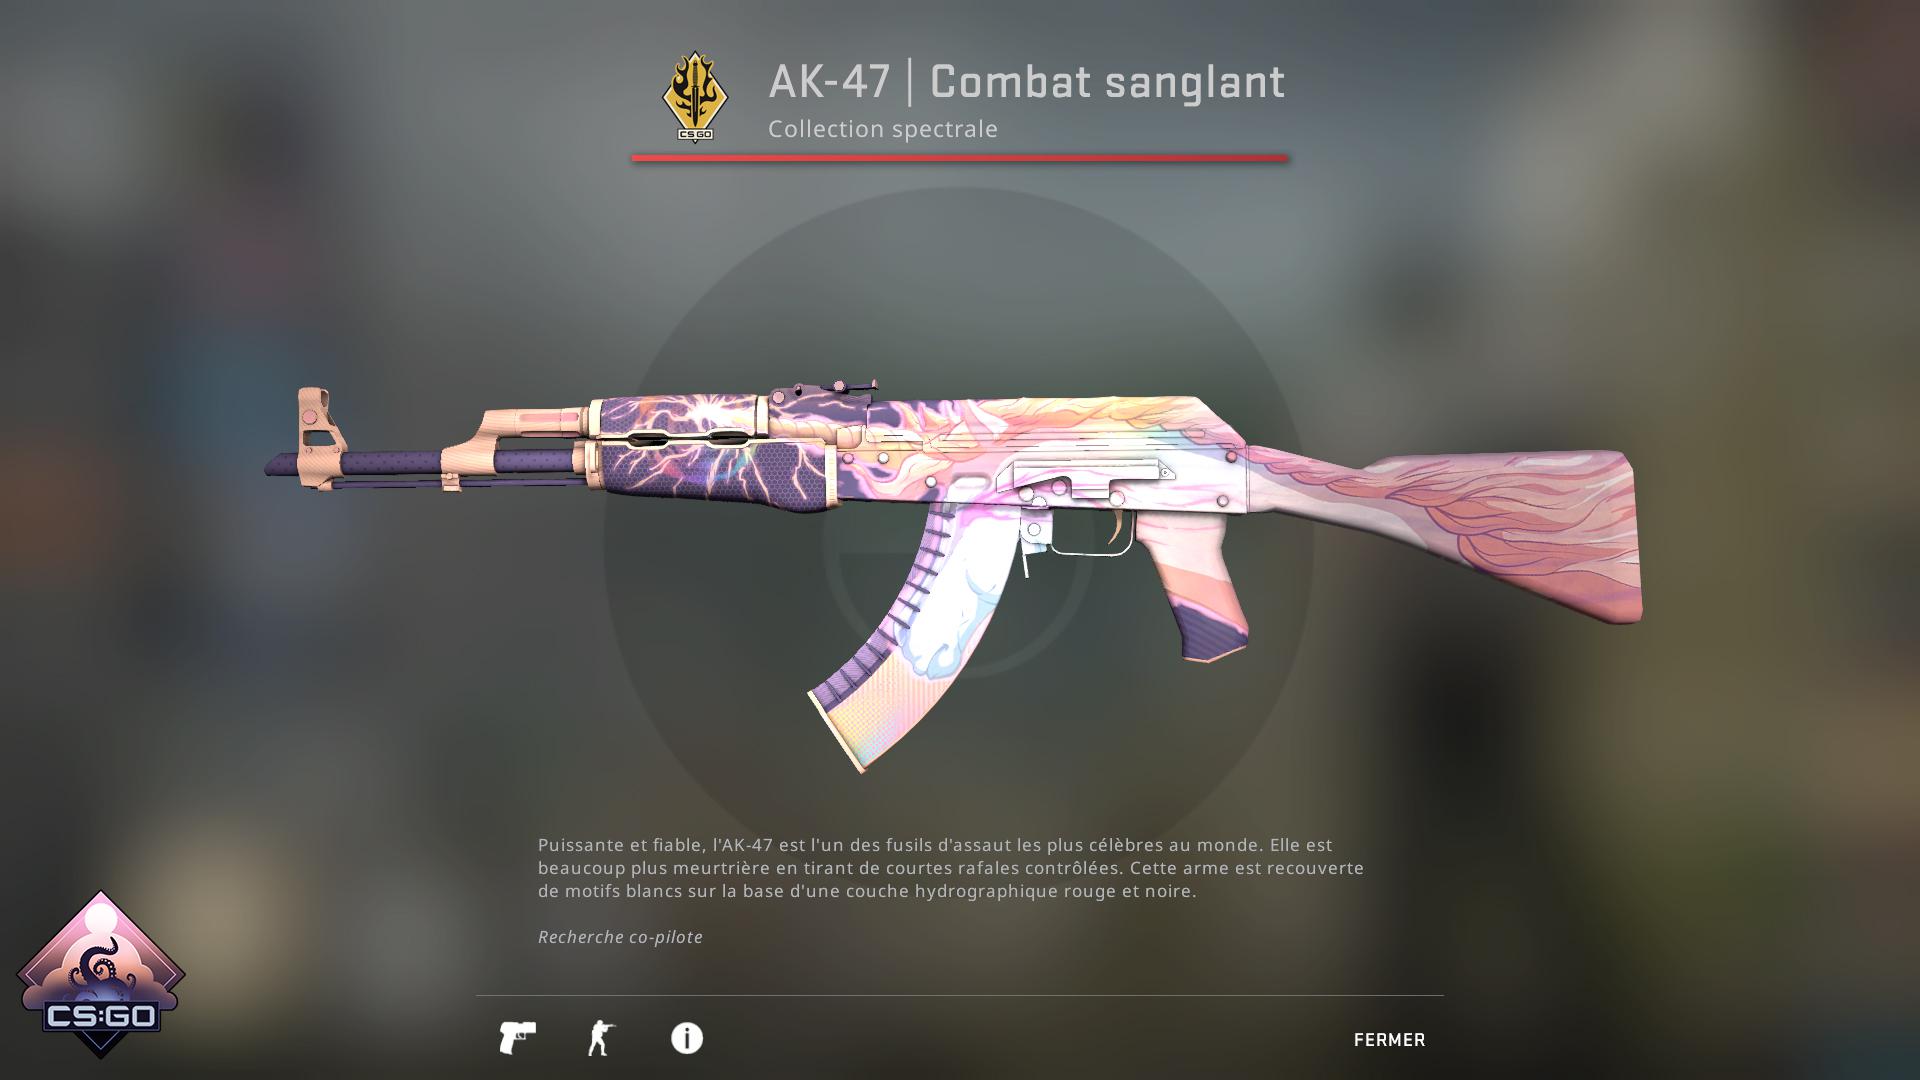 AK-47 | Combat sanglant
CS GO
Collection spectrale
Puissante et fiable, l'AK-47 est l'un des fusils d'assaut les plus célèbres au monde. Elle est
beaucoup plus meurtrière en tirant de courtes rafales contrôlées. Cette arme est recouverte
de motifs blancs sur la base d'une couche hydrographique rouge et noire.
Recherche co-pilote
CS:GO
FERMER